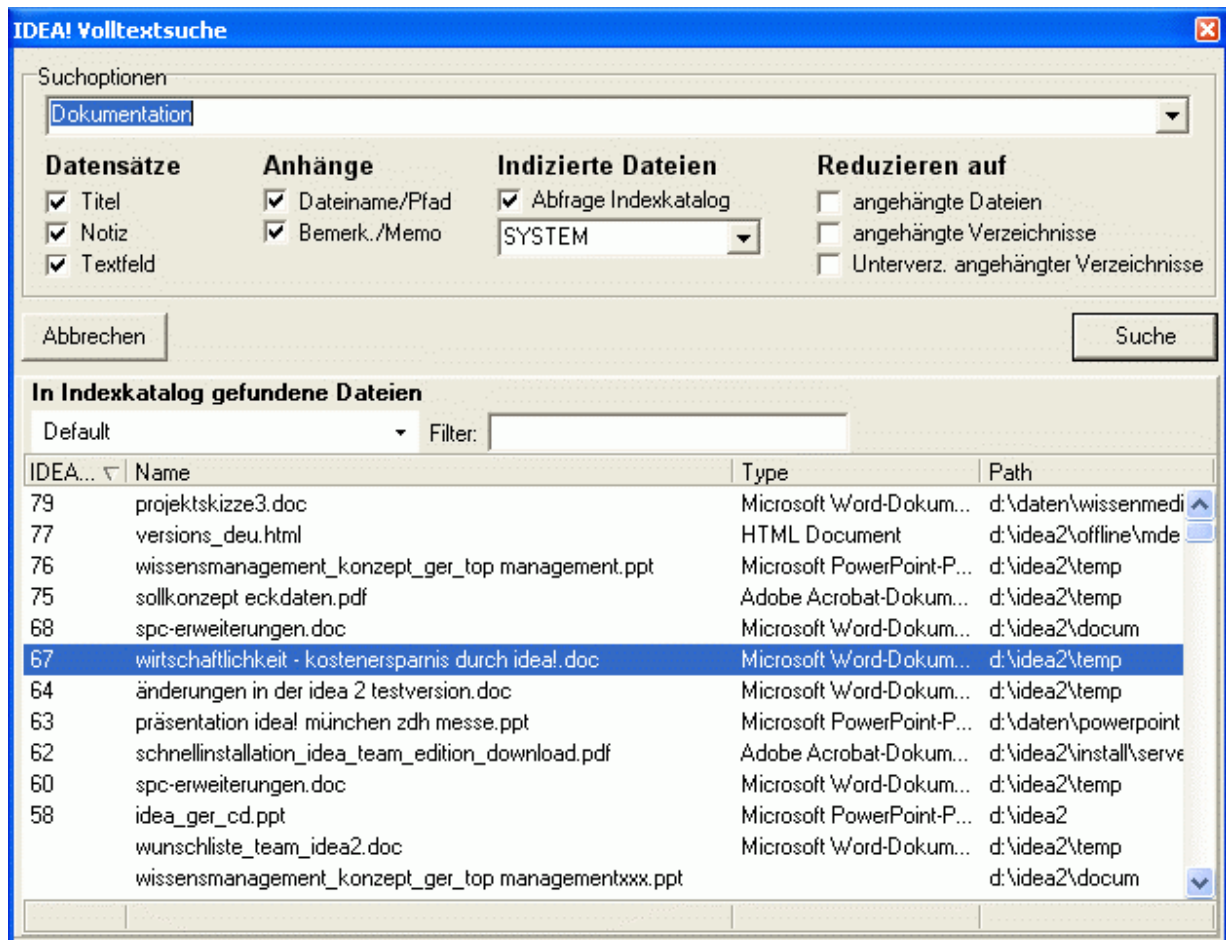 IDEA! Volltextsuche
Suchoptionen
Dokumentation
Datensätze Anhänge Indizierte Dateien Reduzieren auf
Titel Dateiname/Pfad Abfrage Indexkatalog angehängte Dateien
Notiz Bemerk./Memo SYSTEM angehängte Verzeichnisse
Textfeld Unterverz. angehängter Verzeichnisse
Abbrechen Suche
In Indexkatalog gefundene Dateien
Default Filter:
IDEA... Name Type Path
79 projektskizze3.doc Microsoft Word-Dokum... d:\daten\wissenmedi
77 versions_deu.html HTML Document d:\idea2\offline\mde
76 wissensmanagement_konzept_ger_top management.ppt Microsoft PowerPoint-P... d:\idea2\temp
75 sollkonzept eckdaten.pdf Adobe Acrobat-Dokum... d:\idea2\temp
68 spc-erweiterungen.doc Microsoft Word-Dokum... d:\idea2\docum
67 wirtschaftlichkeit - kostenersparnis durch idea!.doc Microsoft Word-Dokum... d:\idea2\temp
64 änderungen in der idea 2 testversion.doc Microsoft Word-Dokum... d:\idea2\temp
63 präsentation idea! münchen zdh messe.ppt Microsoft PowerPoint-P... d:\daten\powerpoint
62 schnellinstallation_idea_team_edition_download.pdf Adobe Acrobat-Dokum... d:\idea2\install\serve
60 spc-erweiterungen.doc Microsoft Word-Dokum... d:\idea2\temp
58 idea_ger_cd.ppt Microsoft PowerPoint-P... d:\idea2
wunschliste_team_idea2.doc Microsoft Word-Dokum... d:\idea2\temp
wissensmanagement_konzept_ger_top managementxxx.ppt d:\idea2\docum